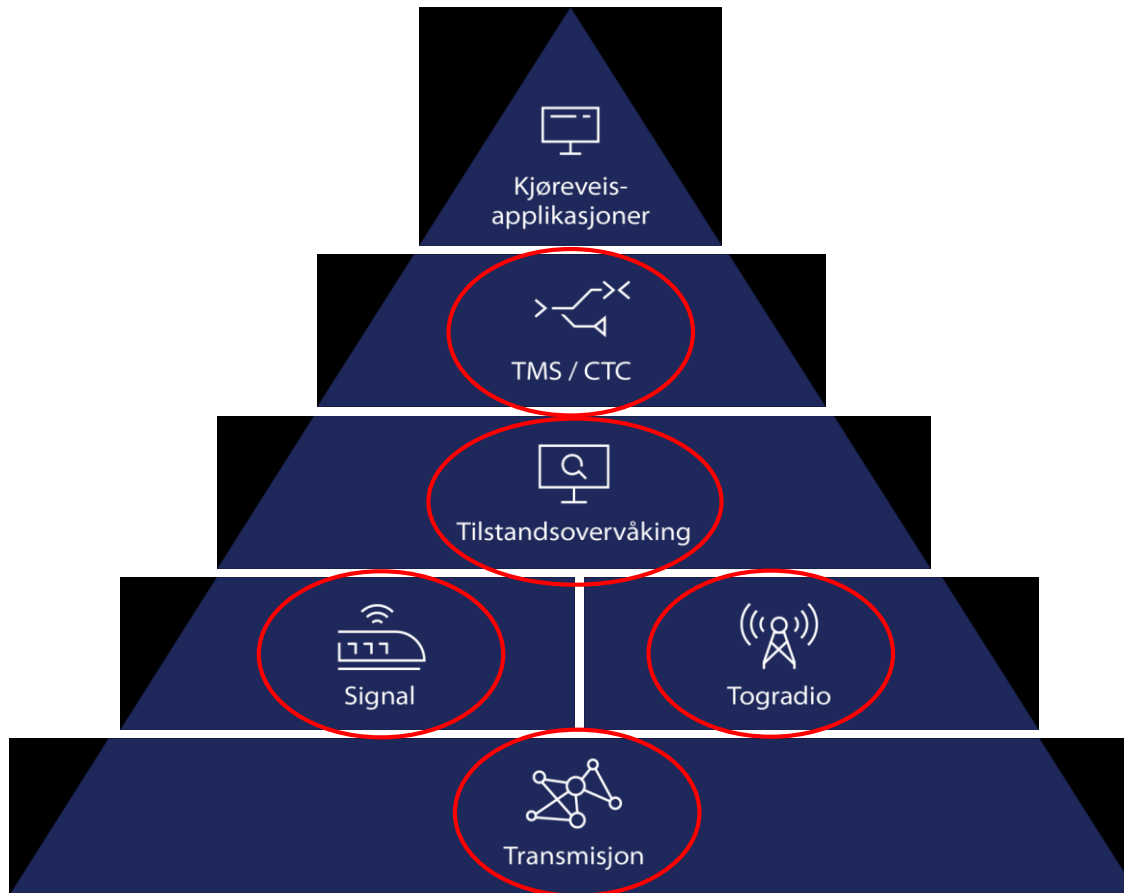 Kjøreveis-
applikasjoner
TMS / CTC
Tilstandsovervåking
Signal
Togradio
Transmisjon